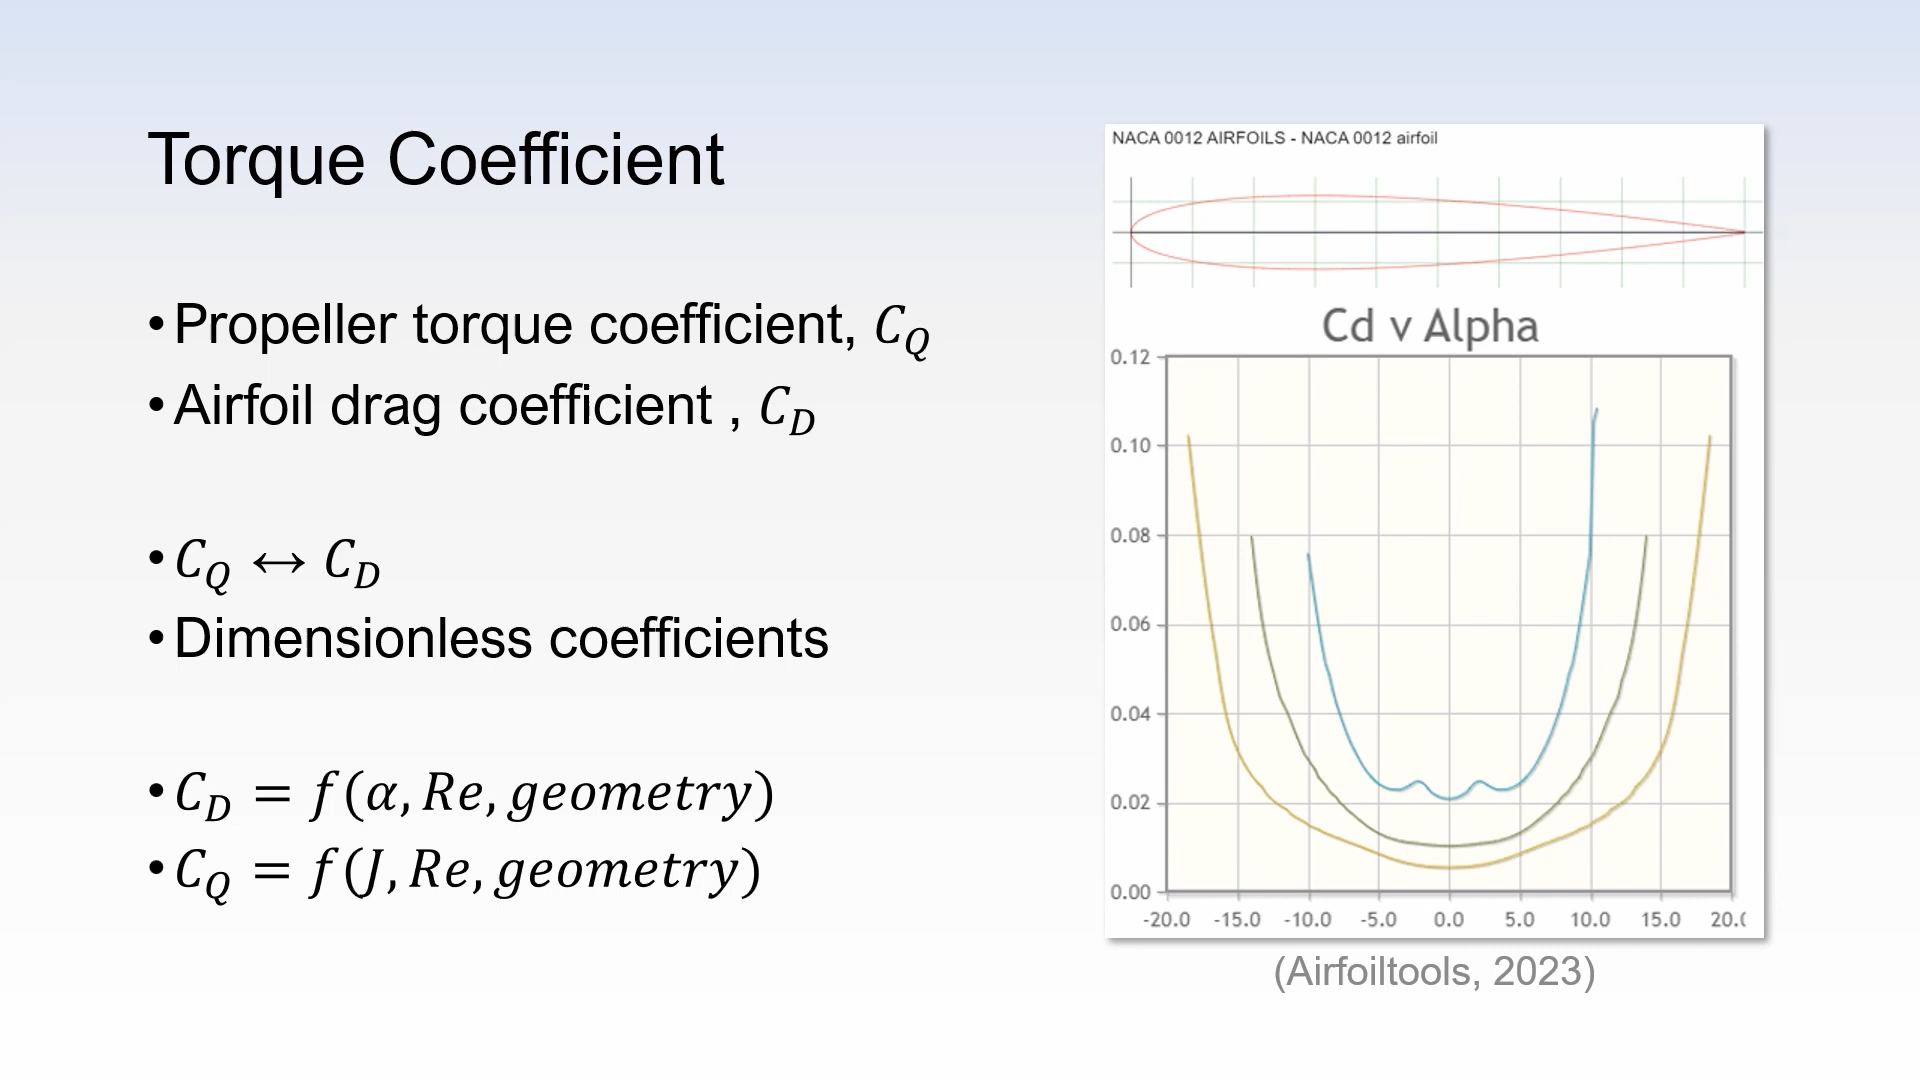 Torque Coefficient
•Propeller torque coefficient, C_Q
•Airfoil drag coefficient , C_D
•C_Q ↔ C_D
•Dimensionless coefficients
•C_D = f(α, Re, geometry)
•C_Q = f(J, Re, geometry)
NACA 0012 AIRFOILS - NACA 0012 airfoil
Cd v Alpha
0.12
0.10
0.08
0.06
0.04
0.02
0.00
-20.0 -15.0 -10.0 -5.0 0.0 5.0 10.0 15.0 20.0
(Airfoiltools, 2023)